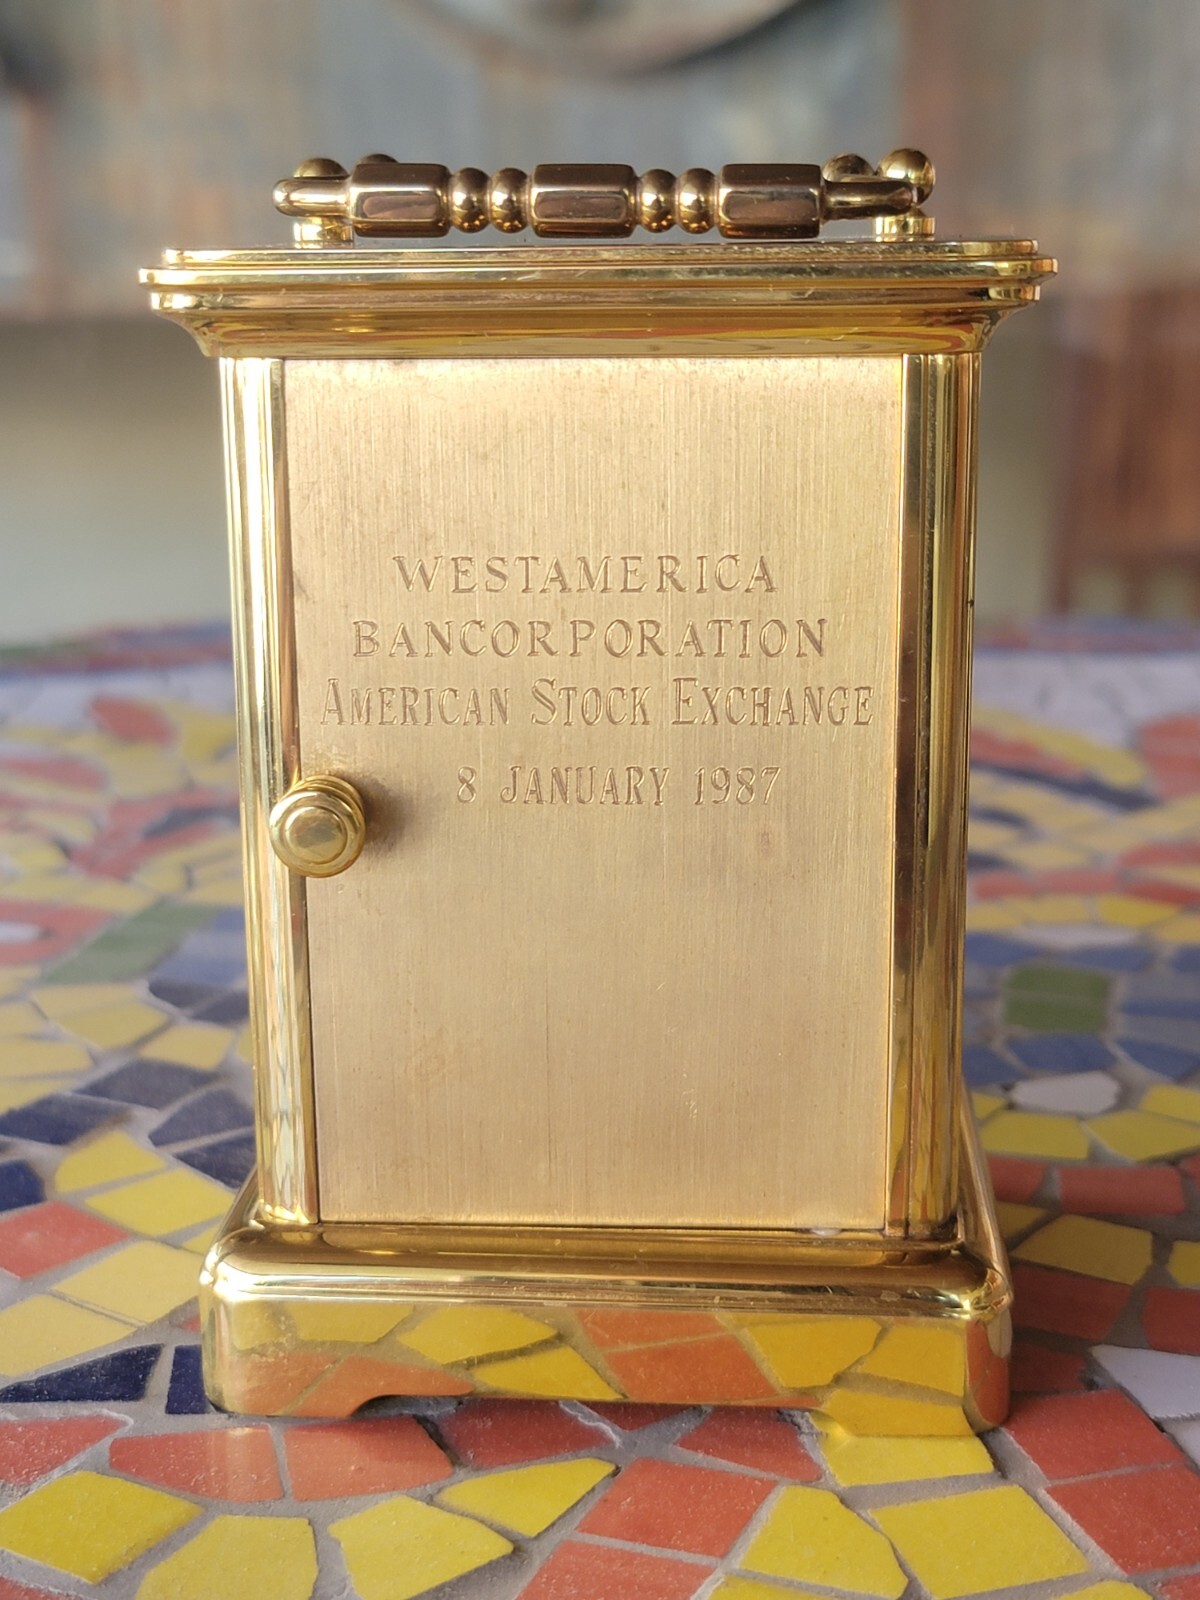 WESTAMERICA
BANCORPORATION
AMERICAN STOCK EXCHANGE
8 JANUARY 1987